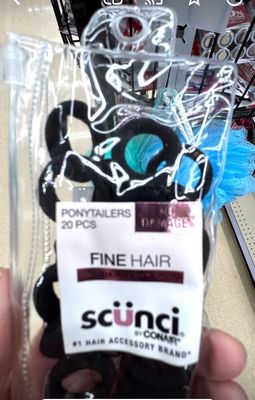 PONYTAILERS
20 PCS
NO
DAMAGE
FINE HAIR
scünci
BY CONAIR®
#1 HAIR ACCESSORY BRAND*